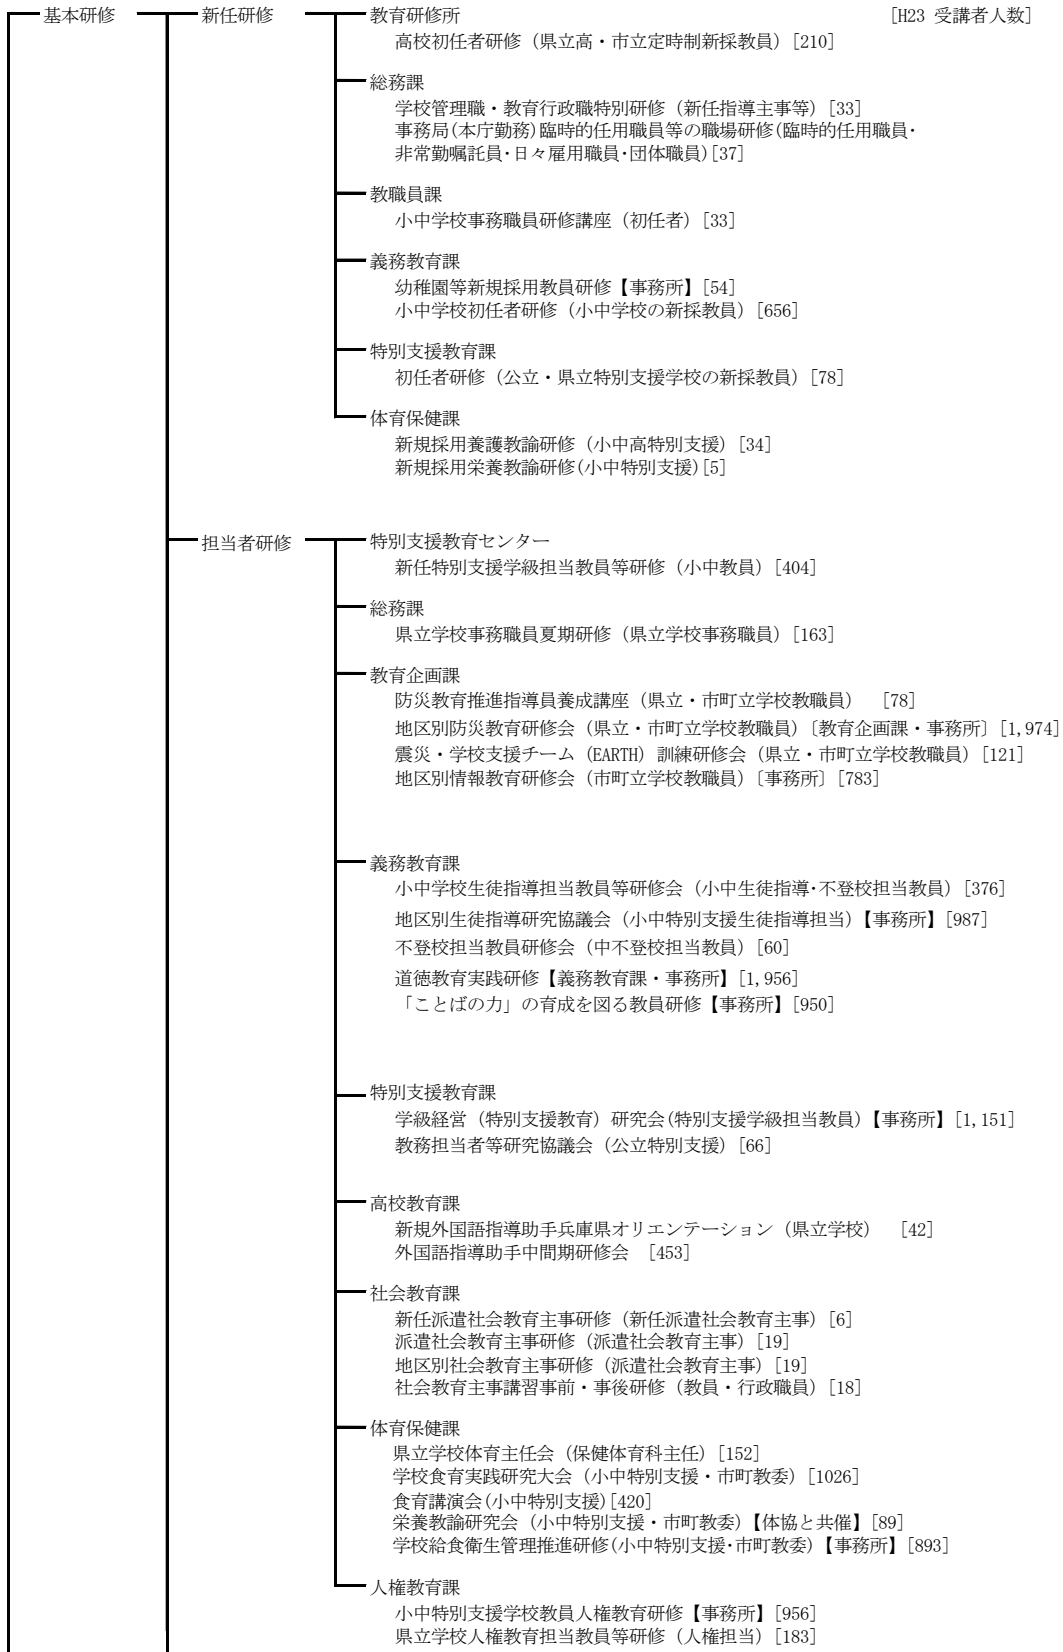 基本研修 新任研修 教育研修所 [H23 受講者人数]
高校初任者研修（県立高・市立定時制新採教員）[210]
総務課
学校管理職・教育行政職特別研修（新任指導主事等）[33]
事務局(本庁勤務)臨時的任用職員等の職場研修(臨時的任用職員･
非常勤嘱託員･日々雇用職員･団体職員)[37]
教職員課
小中学校事務職員研修講座（初任者）[33]
義務教育課
幼稚園等新規採用教員研修【事務所】[54]
小中学校初任者研修（小中学校の新採教員）[656]
特別支援教育課
初任者研修（公立・県立特別支援学校の新採教員）[78]
体育保健課
新規採用養護教諭研修（小中高特別支援）[34]
新規採用栄養教諭研修(小中特別支援)[5]
担当者研修 特別支援教育センター
新任特別支援学級担当教員等研修（小中教員）[404]
総務課
県立学校事務職員夏期研修（県立学校事務職員）[163]
教育企画課
防災教育推進指導員養成講座（県立・市町立学校教職員） [78]
地区別防災教育研修会（県立・市町立学校教職員）〔教育企画課・事務所〕[1,974]
震災・学校支援チーム（EARTH）訓練研修会（県立・市町立学校教職員）[121]
地区別情報教育研修会（市町立学校教職員）〔事務所〕[783]
義務教育課
小中学校生徒指導担当教員等研修会（小中生徒指導･不登校担当教員）[376]
地区別生徒指導研究協議会（小中特別支援生徒指導担当）【事務所】[987]
不登校担当教員研修会（中不登校担当教員）[60]
道徳教育実践研修【義務教育課・事務所】[1,956]
「ことばの力」の育成を図る教員研修【事務所】[950]
特別支援教育課
学級経営（特別支援教育）研究会(特別支援学級担当教員)【事務所】[1,151]
教務担当者等研究協議会（公立特別支援）[66]
高校教育課
新規外国語指導助手兵庫県オリエンテーション（県立学校） [42]
外国語指導助手中間期研修会 [453]
社会教育課
新任派遣社会教育主事研修（新任派遣社会教育主事）[6]
派遣社会教育主事研修（派遣社会教育主事）[19]
地区別社会教育主事研修（派遣社会教育主事）[19]
社会教育主事講習事前・事後研修（教員・行政職員）[18]
体育保健課
県立学校体育主任会（保健体育科主任）[152]
学校食育実践研究大会（小中特別支援・市町教委）[1026]
食育講演会(小中特別支援)[420]
栄養教諭研究会（小中特別支援・市町教委）【体協と共催】[89]
学校給食衛生管理推進研修(小中特別支援･市町教委)【事務所】[893]
人権教育課
小中特別支援学校教員人権教育研修【事務所】[956]
県立学校人権教育担当教員等研修（人権担当）[183]